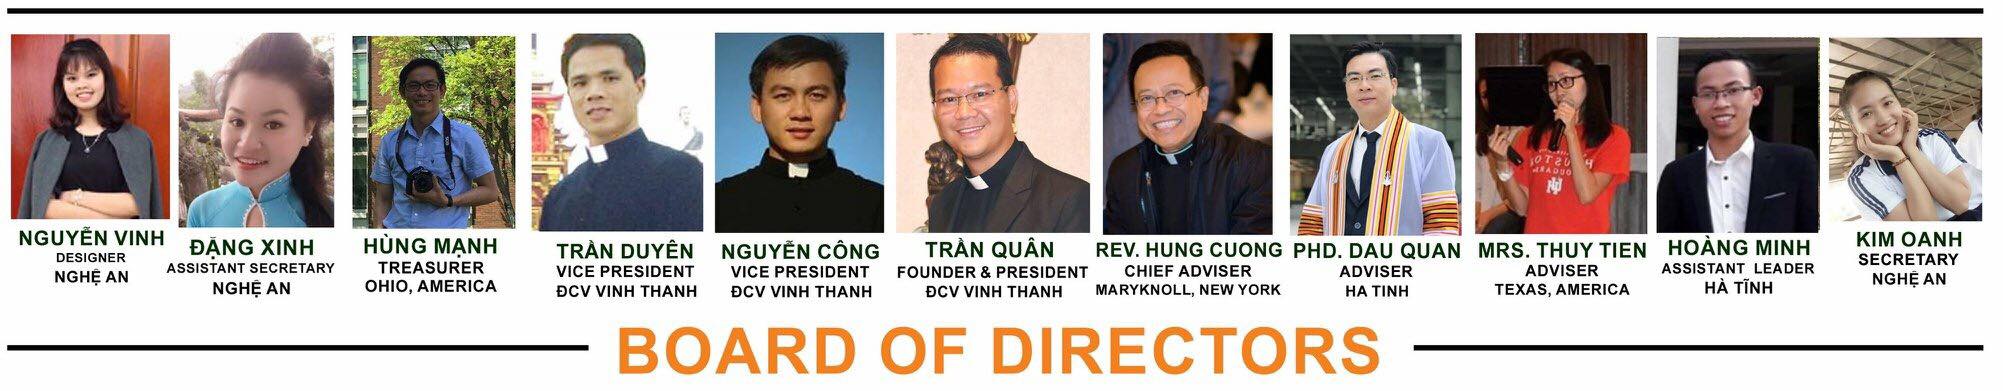 NGUYỄN VINH
DESIGNER
NGHỆ AN
ĐẶNG XINH
ASSISTANT SECRETARY
NGHỆ AN
HÙNG MẠNH
TREASURER
OHIO, AMERICA
TRẦN DUYÊN
VICE PRESIDENT
ĐCV VINH THANH
NGUYỄN CÔNG
VICE PRESIDENT
ĐCV VINH THANH
TRẦN QUÂN
FOUNDER & PRESIDENT
ĐCV VINH THANH
REV. HUNG CUONG
CHIEF ADVISER
MARYKNOLL, NEW YORK
PHD. DAU QUAN
ADVISER
HA TINH
MRS. THUY TIEN
ADVISER
TEXAS, AMERICA
HOÀNG MINH
ASSISTANT LEADER
HÀ TĨNH
KIM OANH
SECRETARY
NGHỆ AN
BOARD OF DIRECTORS